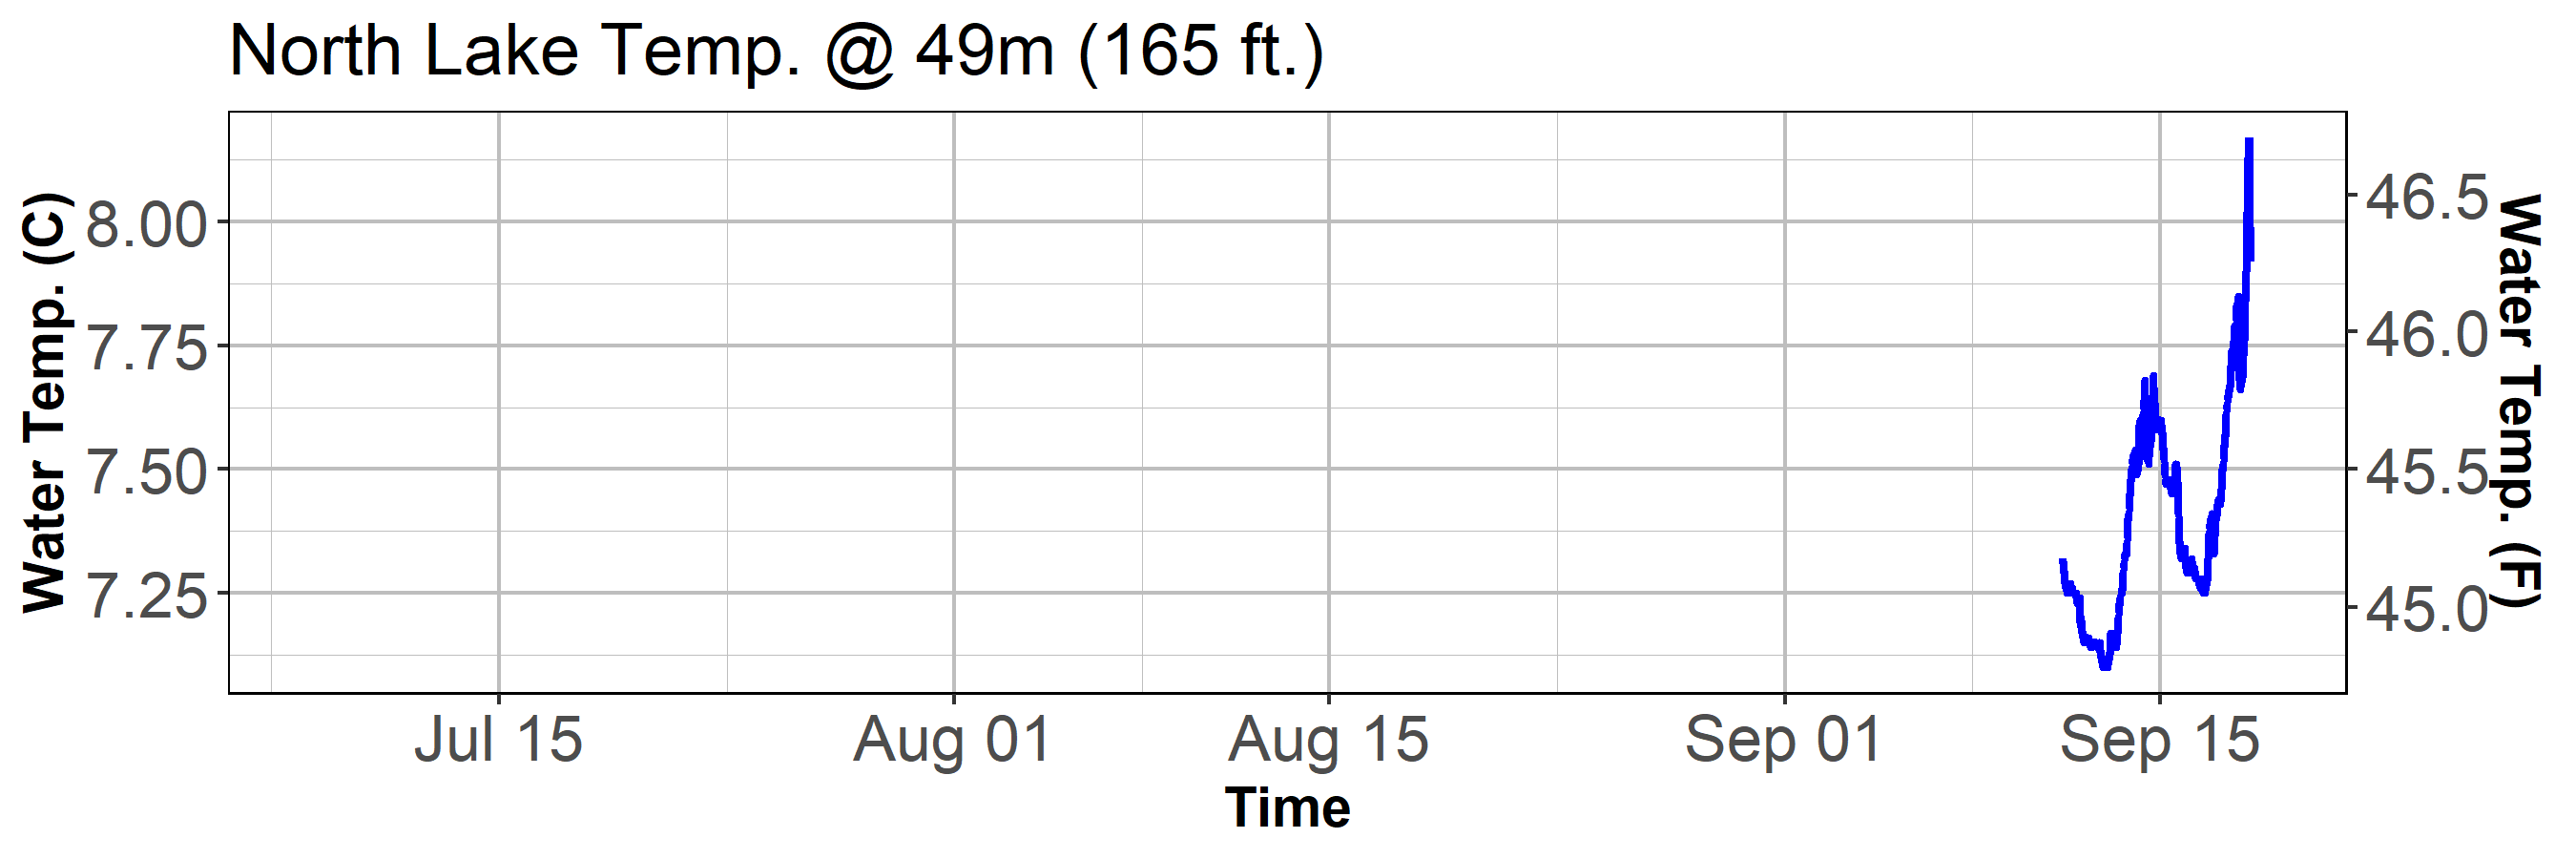 North Lake Temp. @ 49m (165 ft.)
Water Temp. (C)
8.00
7.75
7.50
7.25
46.5
46.0
45.5
45.0
Water Temp. (F)
Jul 15 Aug 01 Aug 15 Sep 01 Sep 15
Time